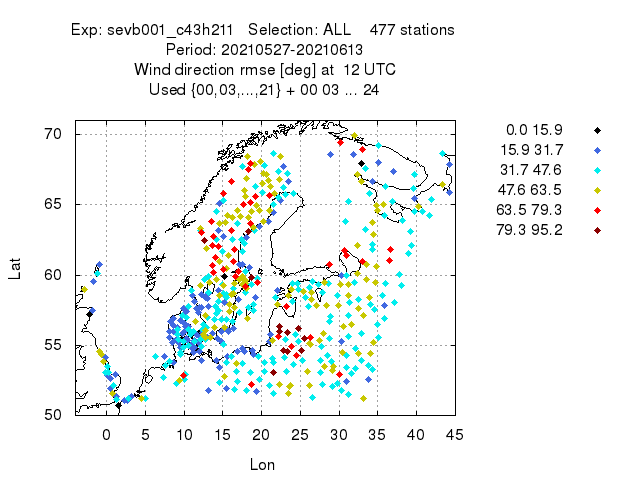 Exp: sevb001_c43h211   Selection: ALL    477 stations
Period: 20210527-20210613
Wind direction rmse [deg] at  12 UTC
Used {00,03,...,21} + 00 03 ... 24
70
65
60
55
50
Lat
0 5 10 15 20 25 30 35 40 45
Lon
0.0 15.9
15.9 31.7
31.7 47.6
47.6 63.5
63.5 79.3
79.3 95.2